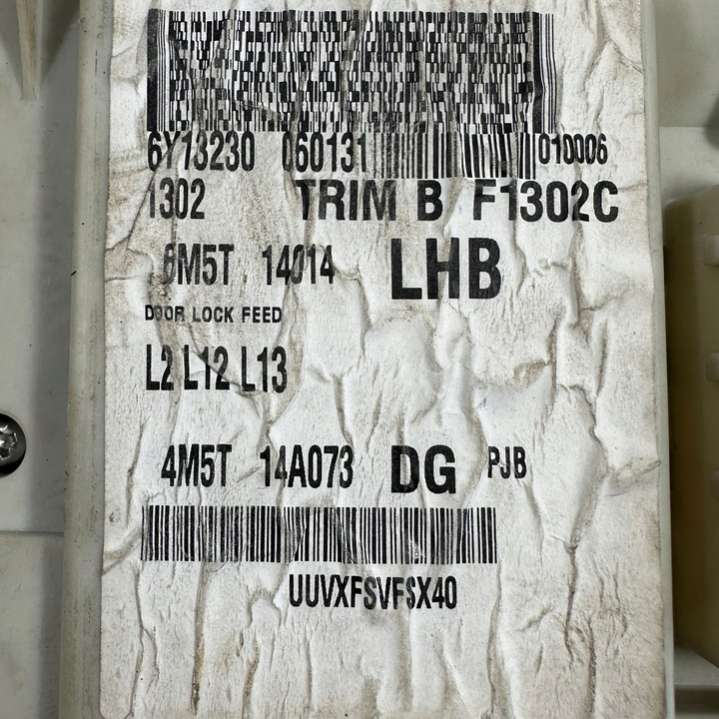 6Y13230 060131 010006
1302 TRIM B F1302C
6M5T 14014 LHB
DOOR LOCK FEED
L2 L12 L13
4M5T 14A073 DG PJB
UUVXFSVFSX40